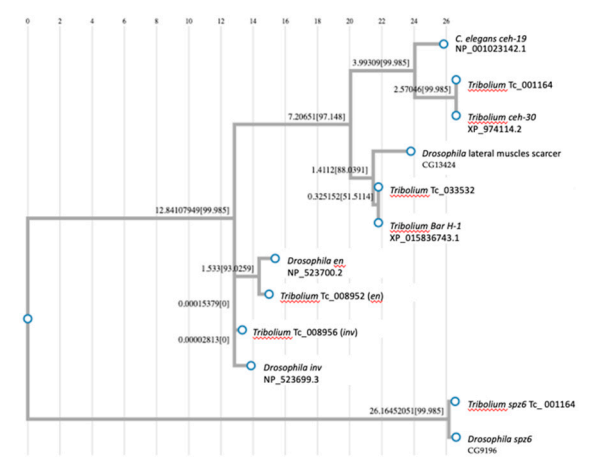 0 2 4 6 8 10 12 14 16 18 20 22 24 26
C. elegans ceh-19
NP_001023142.1
3.99309[99.985]
2.57046[99.985]
Tribolium Tc_001164
7.20651[97.148]
Tribolium ceh-30
XP_974114.2
Drosophila lateral muscles scarcer
CG13424
1.4112[88.0391]
0.325152[51.5114]
Tribolium Tc_033532
12.84107949[99.985]
Tribolium Bar H-1
XP_015836743.1
Drosophila en
NP_523700.2
1.533[93.0259]
Tribolium Tc_008952 (en)
0.00015379[0]
Tribolium Tc_008956 (inv)
0.00002813[0]
Drosophila inv
NP_523699.3
26.16452051[99.985]
Tribolium spz6 Tc_ 001164
Drosophila spz6
CG9196